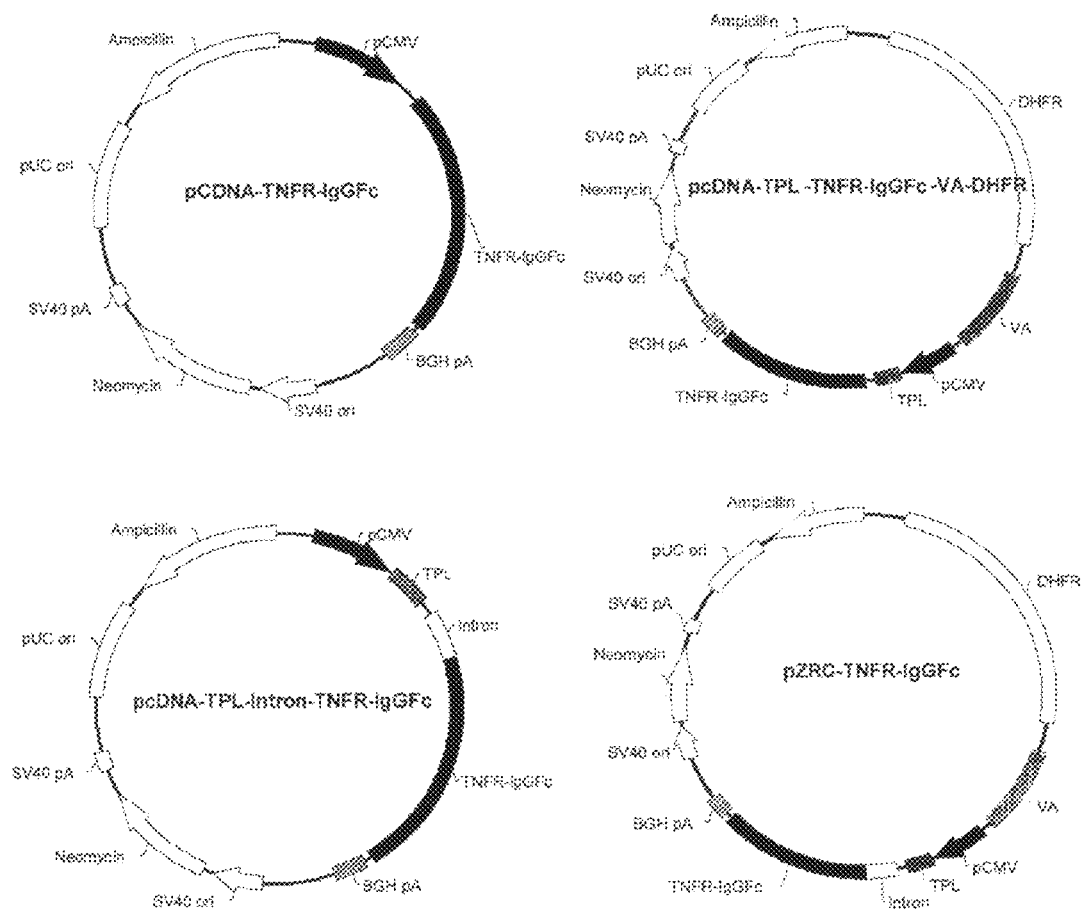 Ampicillin
pCMV
pUC ori
pCDNA-TNFR-IgGFc
TNFR-IgGFc
SV40 pA
BGH pA
Neomycin
SV40 ori
Ampicillin
pUC ori
DHFR
SV40 pA
Neomycin
pcDNA-TPL-TNFR-IgGFc-VA-DHFR
SV40 ori
VA
BGH pA
pCMV
TNFR-IgGFc
TPL
Ampicillin
pCMV
TPL
Intron
pUC ori
pcDNA-TPL-Intron-TNFR-IgGFc
SV40 pA
TNFR-IgGFc
Neomycin
BGH pA
SV40 ori
Ampicillin
pUC ori
DHFR
SV40 pA
Neomycin
pZRC-TNFR-IgGFc
SV40 ori
VA
BGH pA
pCMV
TNFR-IgGFc
TPL
Intron